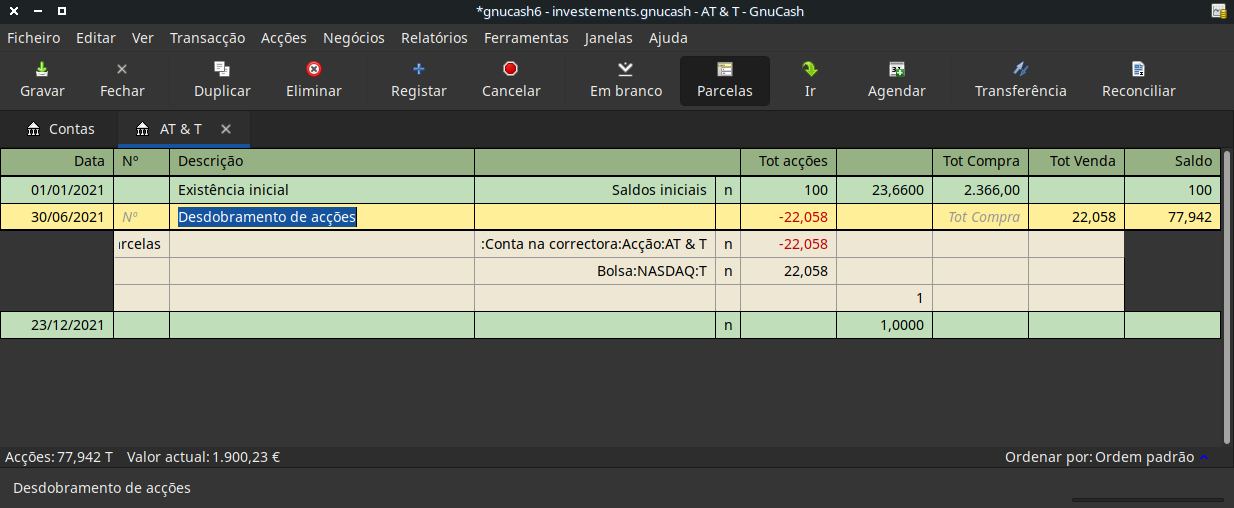 *gnucash6 - investements.gnucash - AT & T - GnuCash
Ficheiro Editar Ver Transacção Acções Negócios Relatórios Ferramentas Janelas Ajuda
Gravar Fechar Duplicar Eliminar Registar Cancelar Em branco Parcelas Ir Agendar Transferência Reconciliar
Contas AT & T
Data Nº Descrição Tot acções Tot Compra Tot Venda Saldo
01/01/2021 Existência inicial Saldos iniciais n 100 23,6600 2.366,00 100
30/06/2021 Nº Desdobramento de acções -22,058 Tot Compra 22,058 77,942
rcelas :Conta na correctora:Acção:AT & T n -22,058
Bolsa:NASDAQ:T n 22,058
1
23/12/2021 n 1,0000
Acções: 77,942 T Valor actual: 1.900,23 € Ordenar por: Ordem padrão
Desdobramento de acções